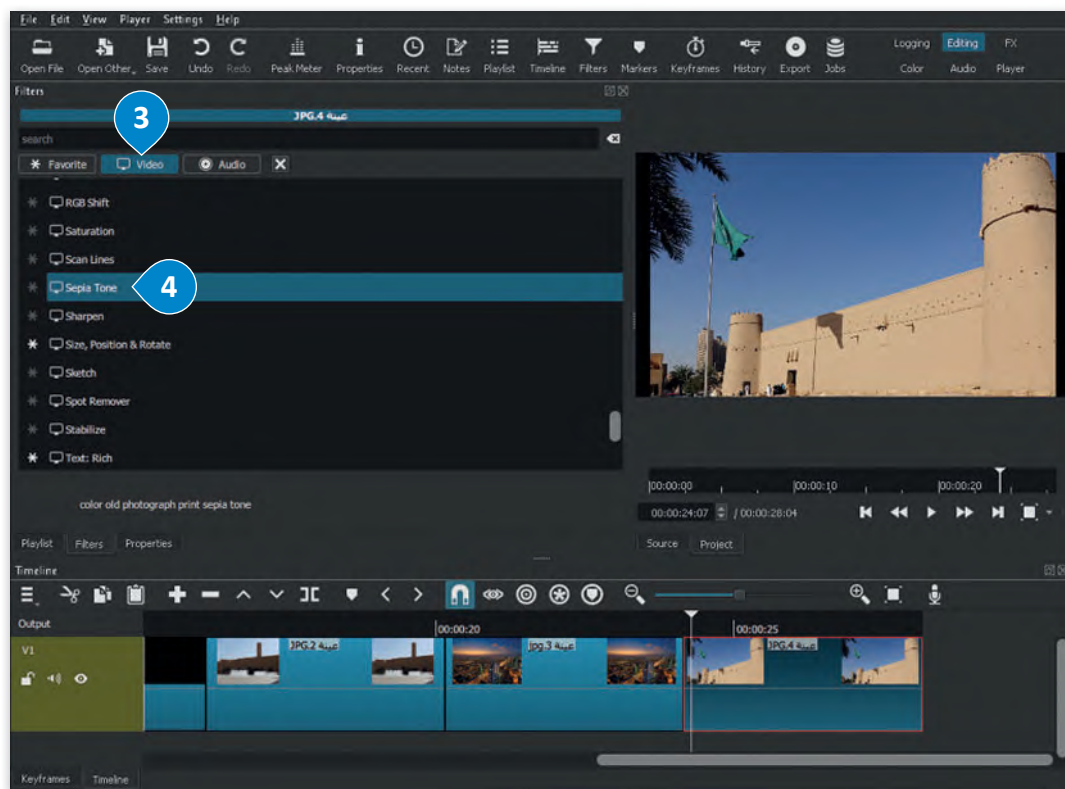 File Edit View Player Settings Help
Open File Open Other... Save Undo Redo Peak Meter Properties Recent Notes Playlist Timeline Filters Markers Keyframes History Export Jobs
Logging Editing FX
Color Audio Player
Filters
عينة 4.JPG
3
search
Favorite Video Audio
RGB Shift
Saturation
Scan Lines
Sepia Tone
4
Sharpen
Size, Position & Rotate
Sketch
Spot Remover
Stabilize
Text: Rich
color old photograph print sepia tone
00:00:00 00:00:10 00:00:20
00:00:24:07 / 00:00:28:04
Playlist Filters Properties
Source Project
Timeline
Output
00:00:20 00:00:25
V1
عينة 2.JPG عينة 3.jpg عينة 4.JPG
Keyframes Timeline